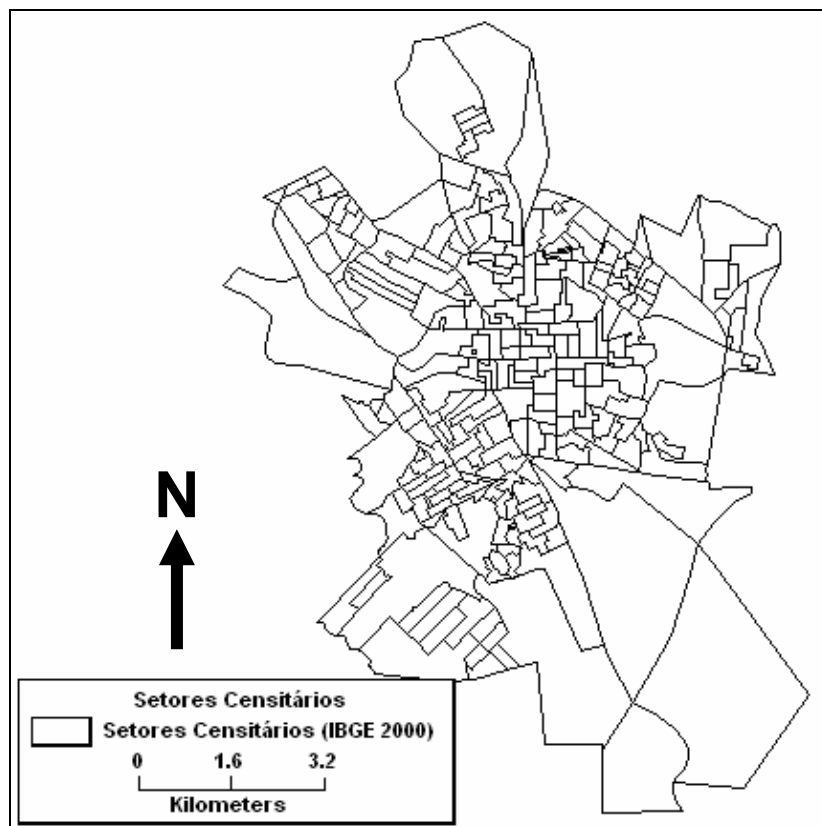 N
Setores Censitários
Setores Censitários (IBGE 2000)
0 1.6 3.2
Kilometers